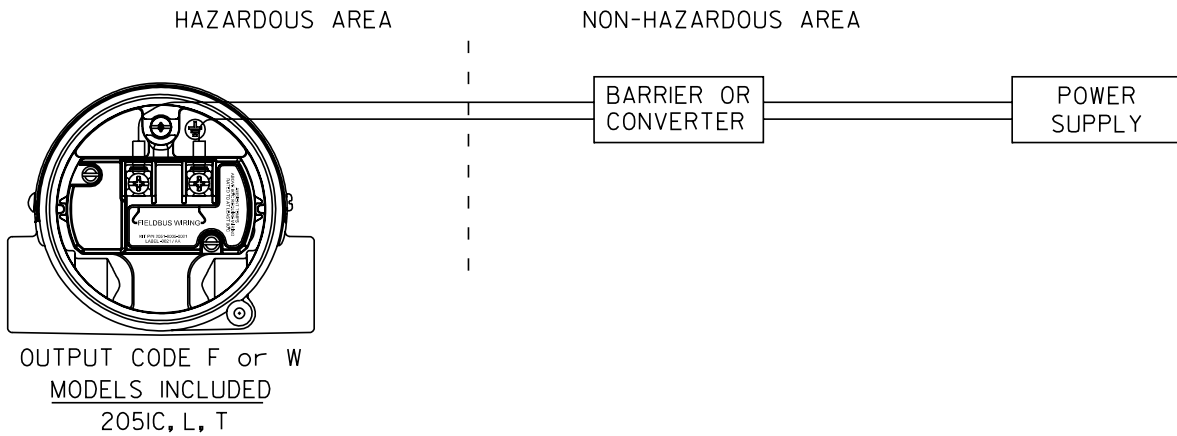 HAZARDOUS AREA
NON-HAZARDOUS AREA
BARRIER OR
CONVERTER
POWER
SUPPLY
FIELDBUS WIRING
OUTPUT CODE F or W
MODELS INCLUDED
2051C, L, T